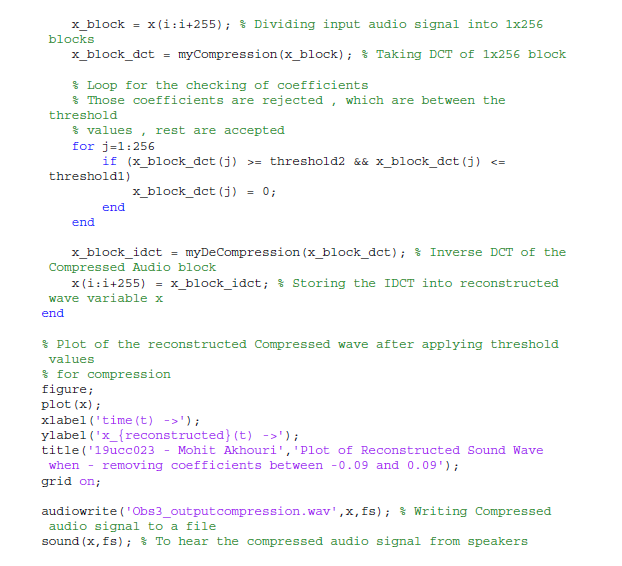 x_block = x(i:i+255); % Dividing input audio signal into 1x256
blocks
x_block_dct = myCompression(x_block); % Taking DCT of 1x256 block
% Loop for the checking of coefficients
% Those coefficients are rejected , which are between the
threshold
% values , rest are accepted
for j=1:256
if (x_block_dct(j) >= threshold2 && x_block_dct(j) <=
threshold1)
x_block_dct(j) = 0;
end
end
x_block_idct = myDeCompression(x_block_dct); % Inverse DCT of the
Compressed Audio block
x(i:i+255) = x_block_idct; % Storing the IDCT into reconstructed
wave variable x
end
% Plot of the reconstructed Compressed wave after applying threshold
values
% for compression
figure;
plot(x);
xlabel('time(t) ->');
ylabel('x_{reconstructed}(t) ->');
title('19ucc023 - Mohit Akhouri','Plot of Reconstructed Sound Wave
when - removing coefficients between -0.09 and 0.09');
grid on;
audiowrite('Obs3_outputcompression.wav',x,fs); % Writing Compressed
audio signal to a file
sound(x,fs); % To hear the compressed audio signal from speakers